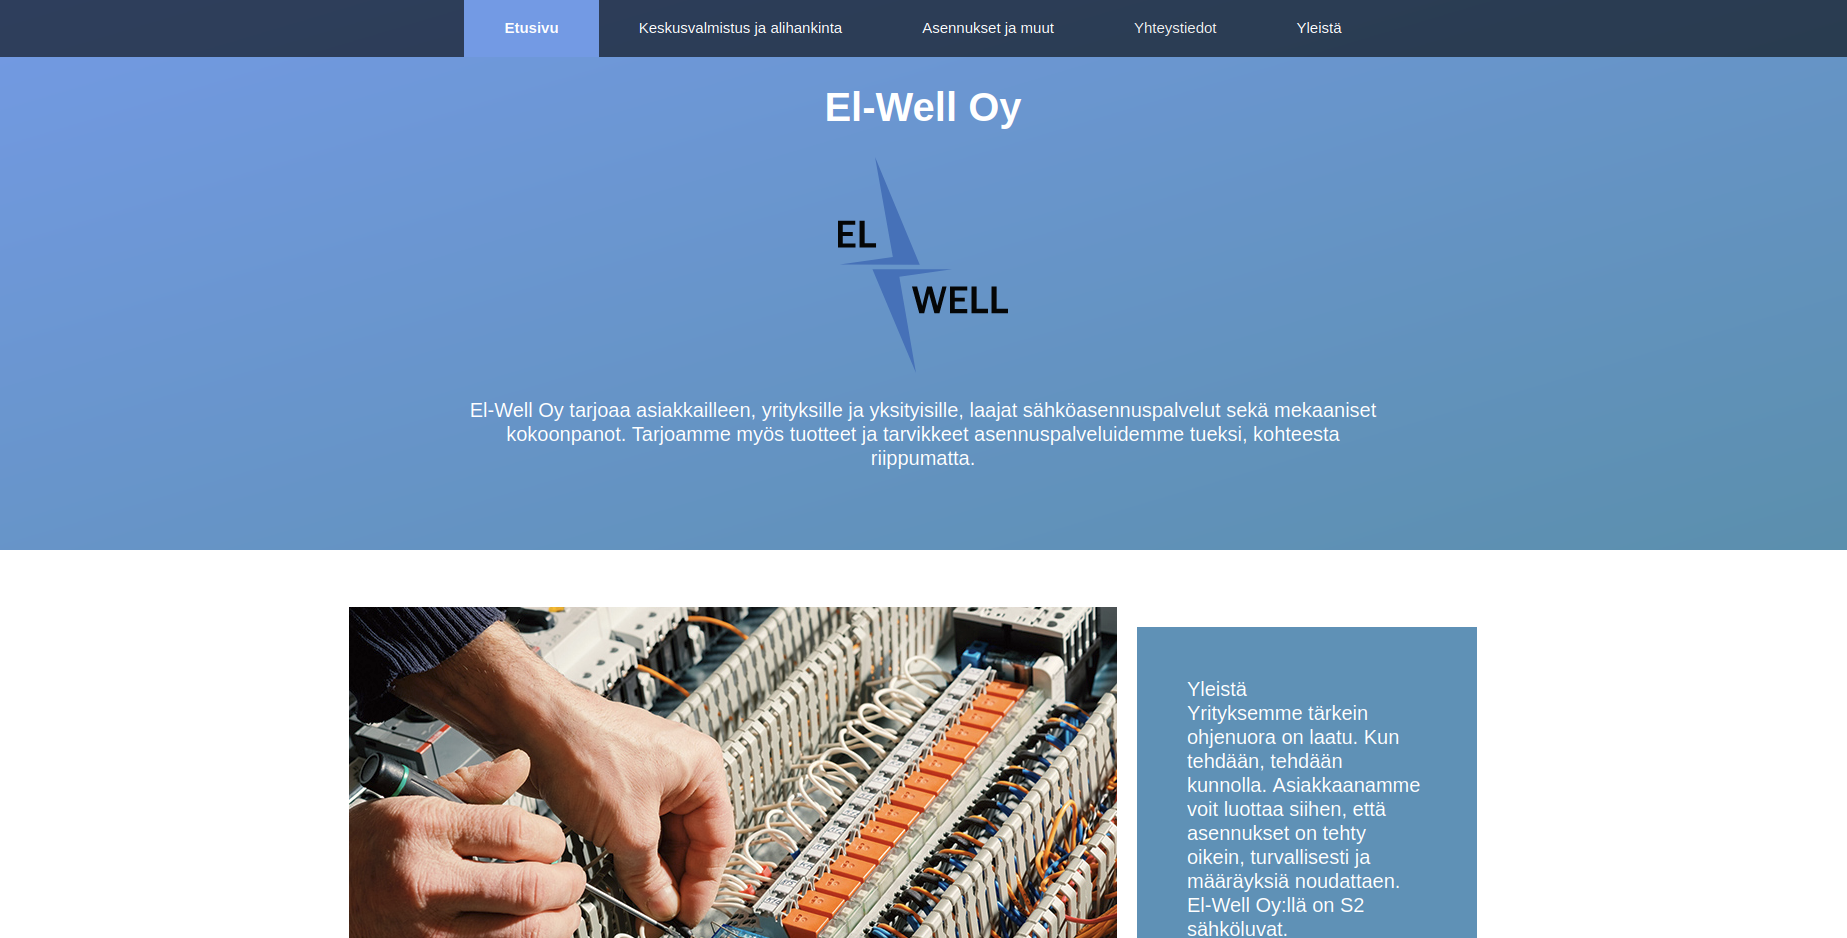 Etusivu
Keskusvalmistus ja alihankinta
Asennukset ja muut
Yhteystiedot
Yleistä
El-Well Oy
EL
WELL
El-Well Oy tarjoaa asiakkailleen, yrityksille ja yksityisille, laajat sähköasennuspalvelut sekä mekaaniset
kokoonpanot. Tarjoamme myös tuotteet ja tarvikkeet asennuspalveluidemme tueksi, kohteesta
riippumatta.
Yleistä
Yrityksemme tärkein
ohjenuora on laatu. Kun
tehdään, tehdään
kunnolla. Asiakkaanamme
voit luottaa siihen, että
asennukset on tehty
oikein, turvallisesti ja
määräyksiä noudattaen.
El-Well Oy:llä on S2
sähköluvat.